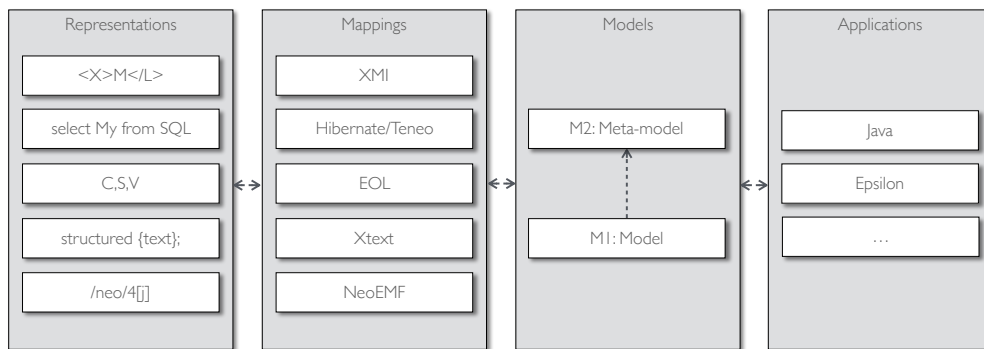 Representations
<X>M</L>
select My from SQL
C,S,V
structured {text};
/neo/4[j]
Mappings
XMI
Hibernate/Teneo
EOL
Xtext
NeoEMF
Models
M2: Meta-model
M1: Model
Applications
Java
Epsilon
…